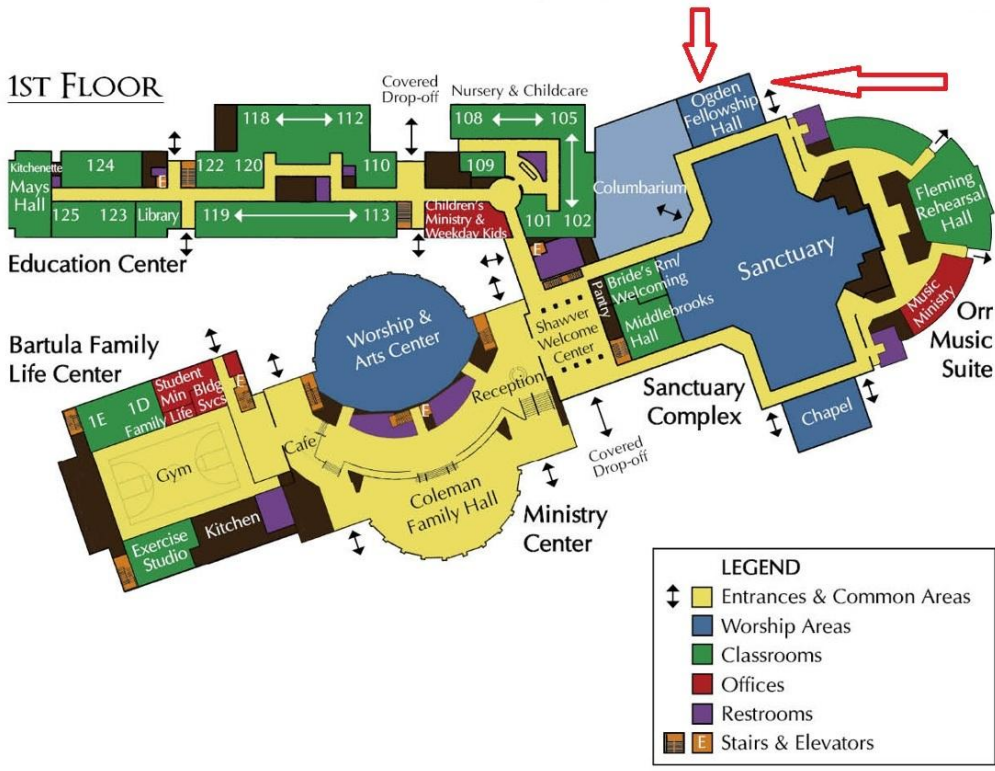 1ST FLOOR
Covered
Drop-off
Nursery & Childcare
118
112
108
105
Ogden
Fellowship
Hall
Kitchenette
124
E
122
120
110
109
Columbarium
Mays
Hall
125
123
Library
119
113
Children's
Ministry &
Weekday Kids
101
102
E
Fleming
Rehearsal
Hall
Education Center
Sanctuary
Bride's Rm/
Welcoming
Pantry
Middlebrooks
Hall
Shawver
Welcome
Center
Music
Ministry
Orr
Music
Suite
Worship &
Arts Center
Bartula Family
Life Center
Student
Min
Bldg
Svcs
E
1E
1D
Family
Life
Reception
E
Sanctuary
Complex
Chapel
Cafe
Gym
Covered
Drop-off
Coleman
Family Hall
Kitchen
Ministry
Center
Exercise
Studio
LEGEND
Entrances & Common Areas
Worship Areas
Classrooms
Offices
Restrooms
E Stairs & Elevators